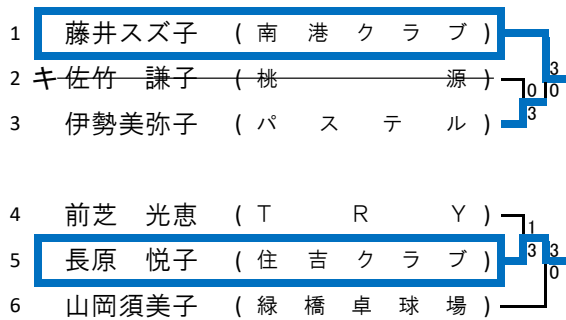 1 藤井スズ子 (南港クラブ) 3
2 キ 佐竹 謙子 (桃源) 0 0
3 伊勢美弥子 (パステル) 3
4 前芝 光恵 (TRY) 1
5 長原 悦子 (住吉クラブ) 3 3
6 山岡須美子 (緑橋卓球場) 0